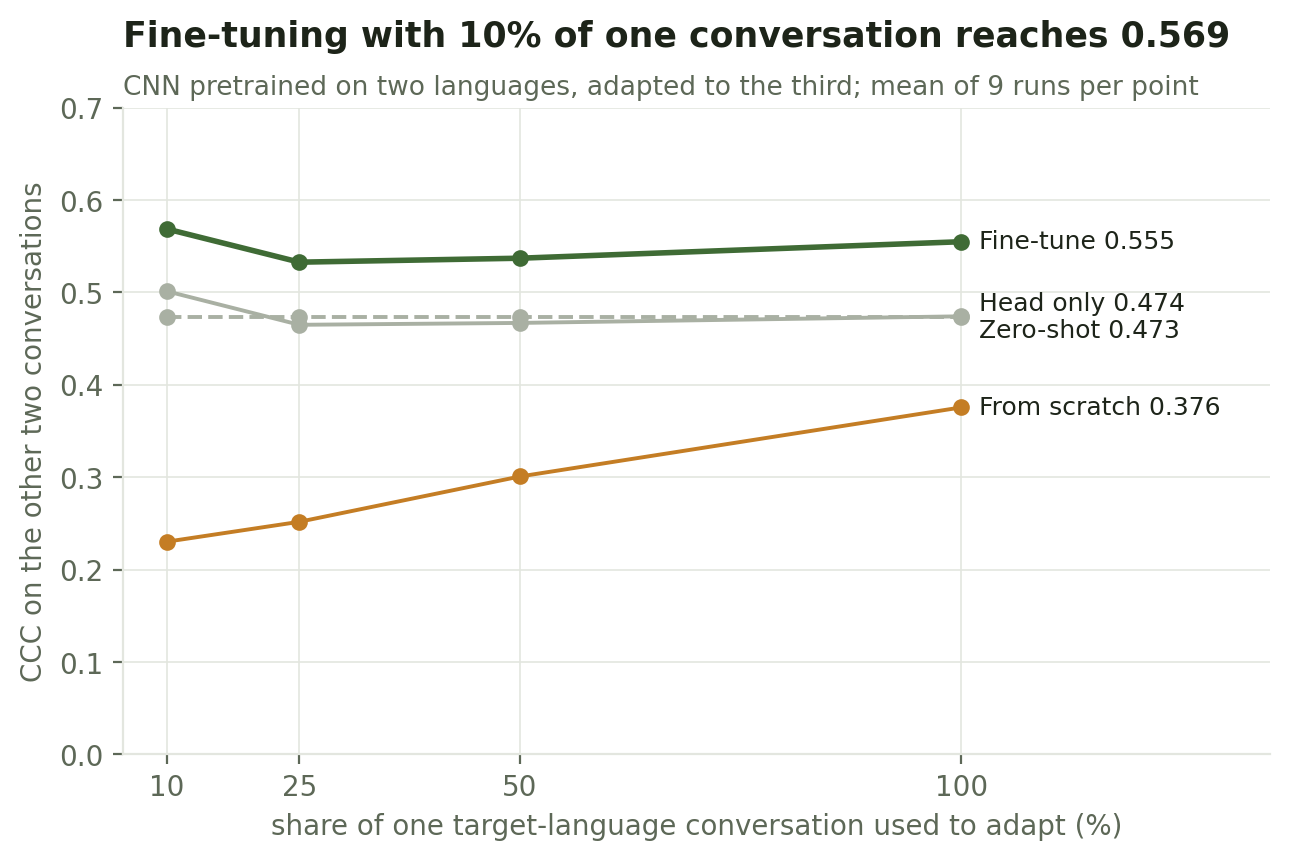 Fine-tuning with 10% of one conversation reaches 0.569
CNN pretrained on two languages, adapted to the third; mean of 9 runs per point
CCC on the other two conversations
0.7
0.6
0.5
0.4
0.3
0.2
0.1
0.0
Fine-tune 0.555
Head only 0.474
Zero-shot 0.473
From scratch 0.376
10 25 50 100
share of one target-language conversation used to adapt (%)